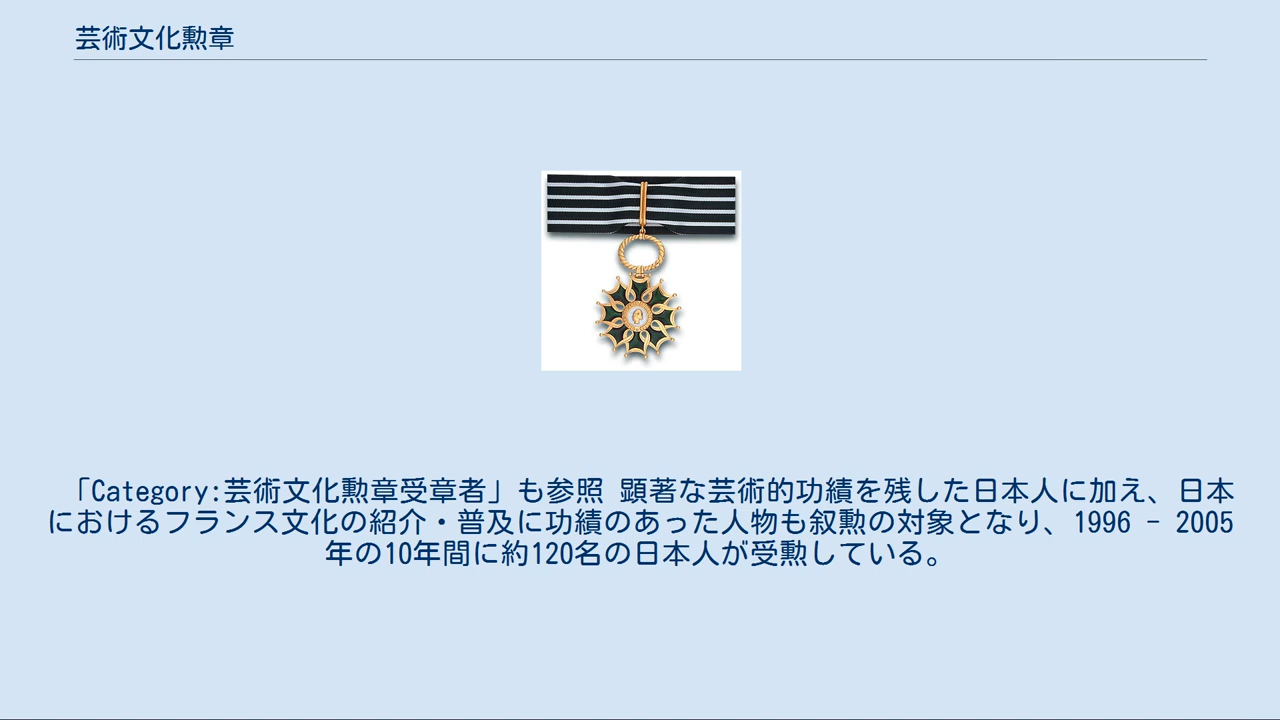 芸術文化勲章
「Category:芸術文化勲章受章者」も参照 顕著な芸術的功績を残した日本人に加え、日本
におけるフランス文化の紹介・普及に功績のあった人物も叙勲の対象となり、1996 - 2005
年の10年間に約120名の日本人が受勲している。